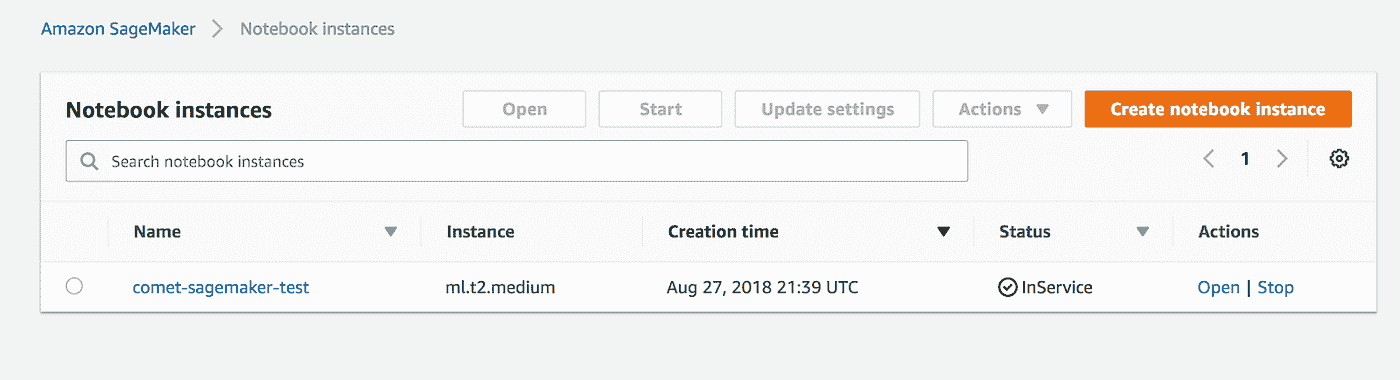 Amazon SageMaker > Notebook instances
Notebook instances Open Start Update settings Actions Create notebook instance
Search notebook instances 1
Name Instance Creation time Status Actions
comet-sagemaker-test ml.t2.medium Aug 27, 2018 21:39 UTC InService Open | Stop